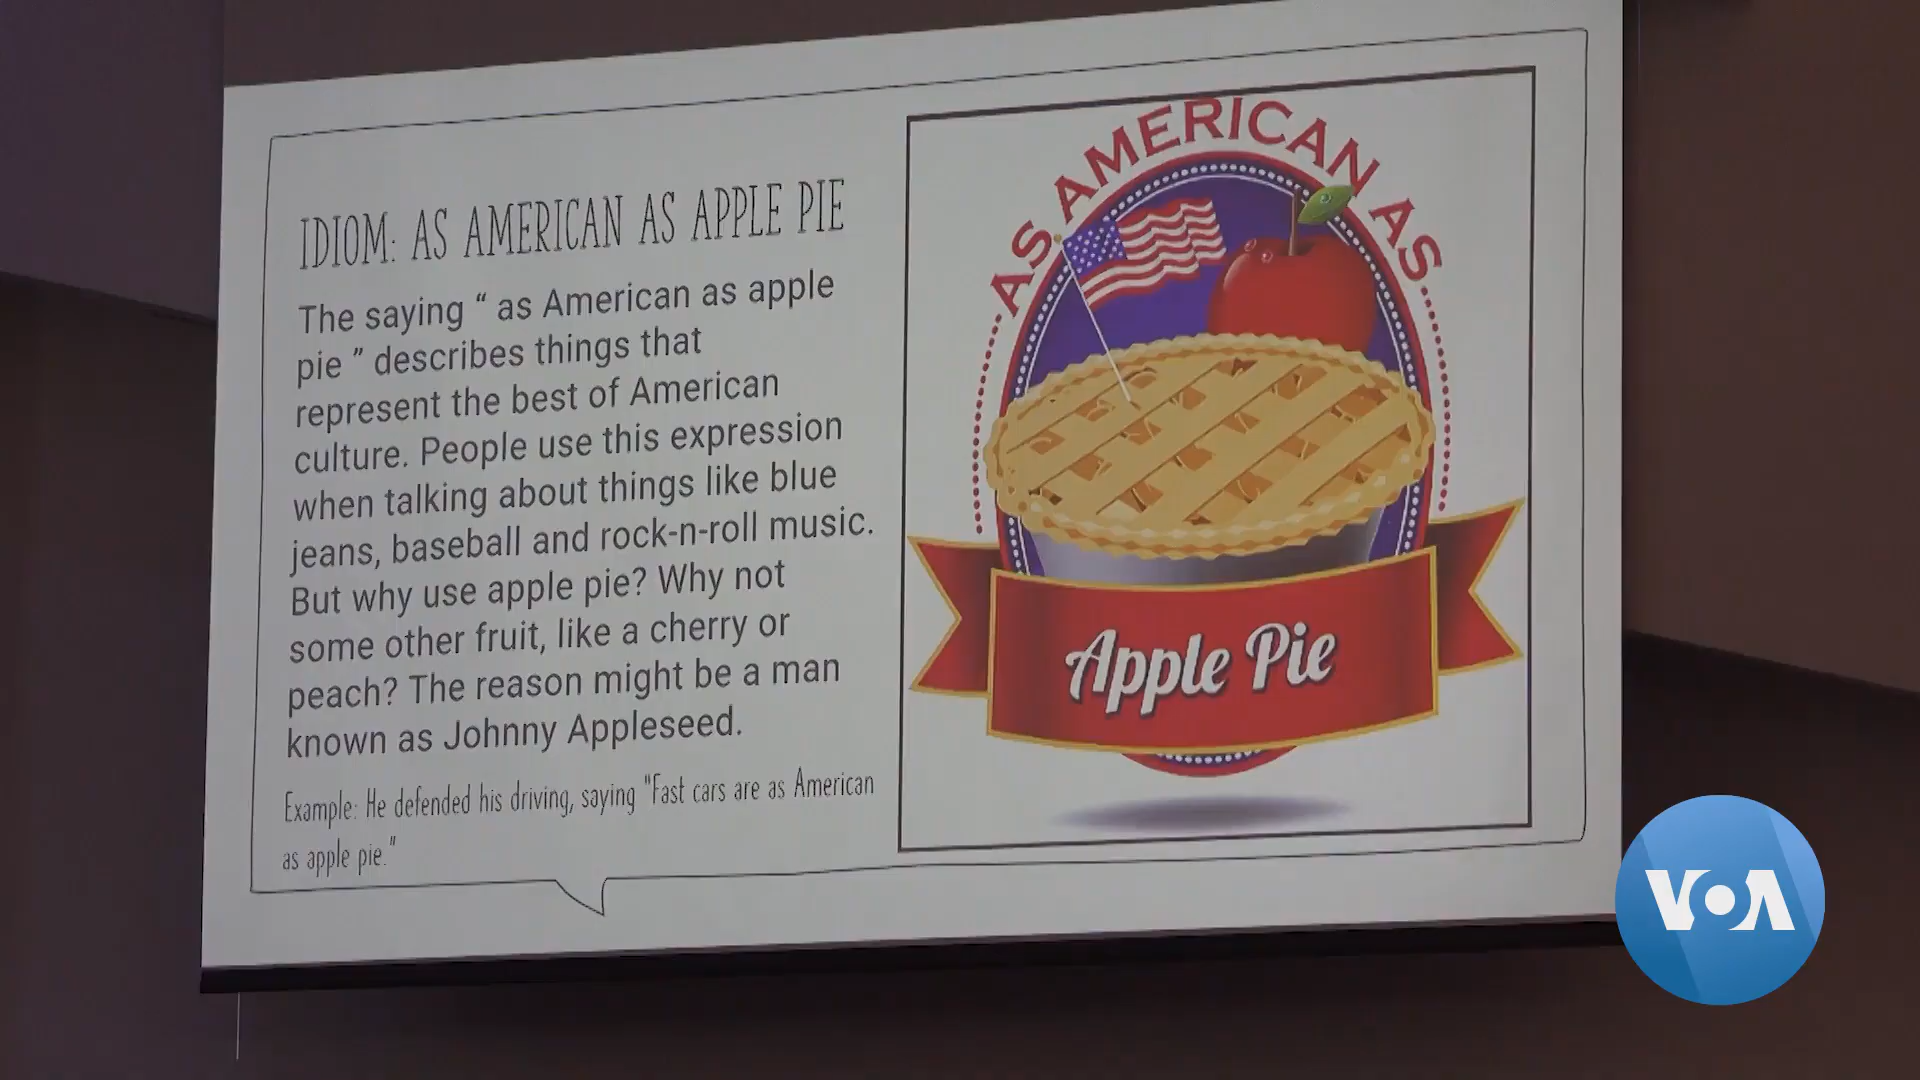 IDIOM: AS AMERICAN AS APPLE PIE
The saying “ as American as apple
pie ” describes things that
represent the best of American
culture. People use this expression
when talking about things like blue
jeans, baseball and rock-n-roll music.
But why use apple pie? Why not
some other fruit, like a cherry or
peach? The reason might be a man
known as Johnny Appleseed.
Example: He defended his driving, saying "Fast cars are as American
as apple pie."
AS AMERICAN AS
Apple Pie
VOA